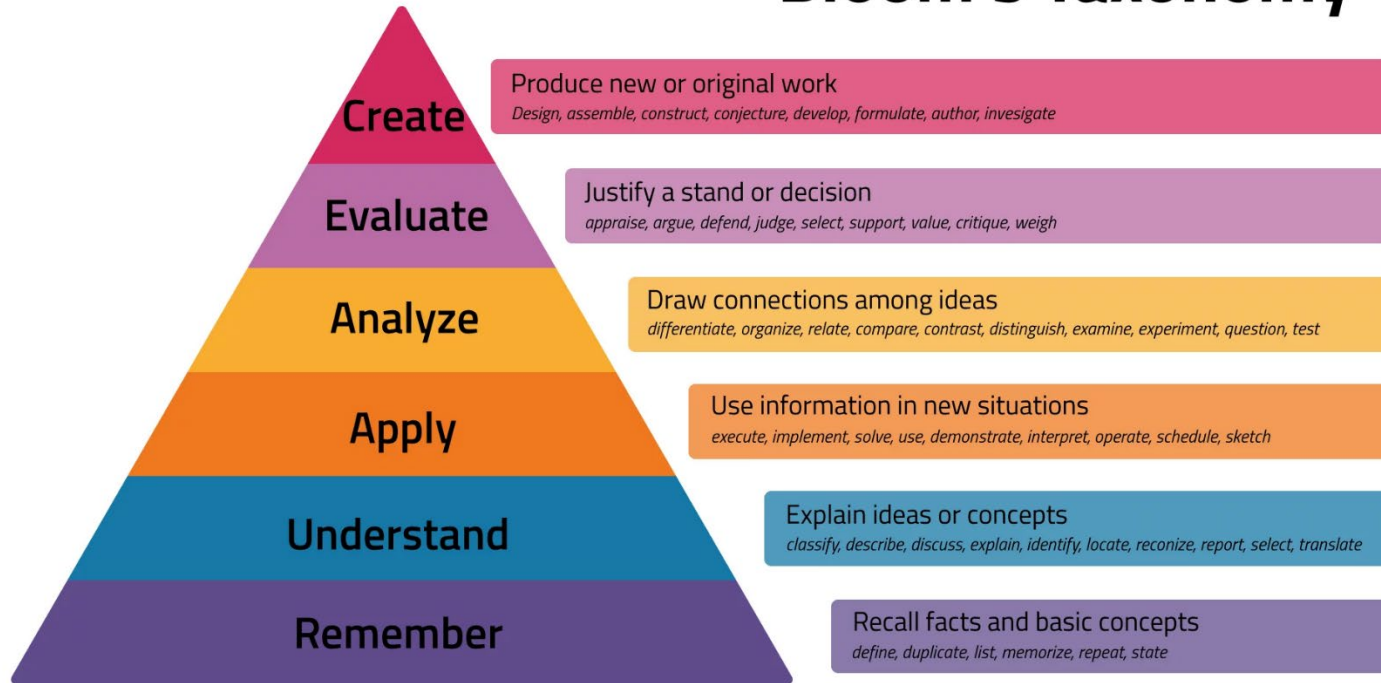 Bloom's Taxonomy
Create
Produce new or original work
Design, assemble, construct, conjecture, develop, formulate, author, invesigate
Evaluate
Justify a stand or decision
appraise, argue, defend, judge, select, support, value, critique, weigh
Analyze
Draw connections among ideas
differentiate, organize, relate, compare, contrast, distinguish, examine, experiment, question, test
Apply
Use information in new situations
execute, implement, solve, use, demonstrate, interpret, operate, schedule, sketch
Understand
Explain ideas or concepts
classify, describe, discuss, explain, identify, locate, reconize, report, select, translate
Remember
Recall facts and basic concepts
define, duplicate, list, memorize, repeat, state